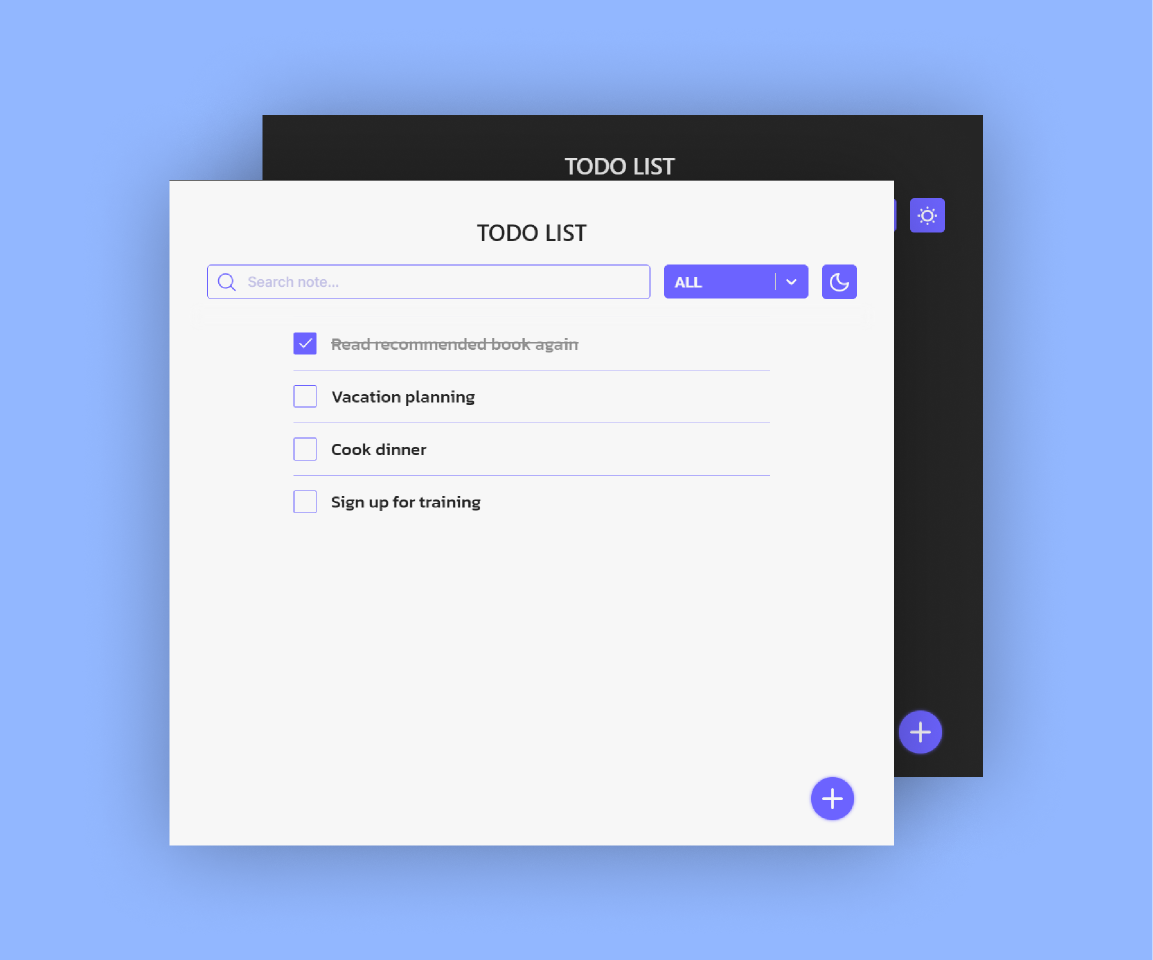 TODO LIST
TODO LIST
Search note...
ALL
Read recommended book again
Vacation planning
Cook dinner
Sign up for training